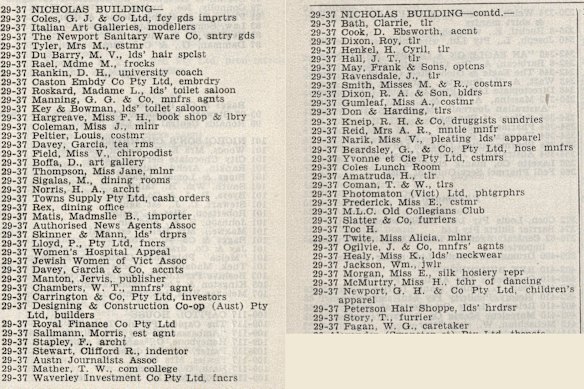 29-37 NICHOLAS BUILDING—
29-37 Coles, G. J. & Co Ltd, fcy gds imprtrs
29-37 Italian Art Galleries, modellers
29-37 The Newport Sanitary Ware Co, sntry gds
29-37 Tyler, Mrs M., cstmr
29-37 Du Barry, M. V., lds' hair spclst
29-37 Rael, Mdme M., frocks
29-37 Rankin, D. H., university coach
29-37 Caston Embdy Co Pty Ltd, embrdry
29-37 Roskard, Madame L., lds' toilet saloon
29-37 Manning, G. G. & Co, mnfrs agnts
29-37 Key & Bowman, lds' toilet saloon
29-37 Hargreave, Miss F. H., book shop & lbry
29-37 Coleman, Miss J., mlnr
29-37 Peltier, Louis, costmr
29-37 Davey, Garcia, tea rms
29-37 Field, Miss V., chiropodist
29-37 Boffa, D., art gallery
29-37 Thompson, Miss Jane, mlnr
29-37 Sigalas, M., dining rooms
29-37 Norris, H. A., archt
29-37 Towns Supply Pty Ltd, cash orders
29-37 Rex, dining office
29-37 Matis, Madmslle B., importer
29-37 Authorised News Agents Assoc
29-37 Skinner & Mann, lds' drprs
29-37 Lloyd, P., Pty Ltd, fncrs
29-37 Women's Hospital Appeal
29-37 Jewish Women of Vict Assoc
29-37 Davey, Garcia & Co, accnts
29-37 Manton, Jervis, publisher
29-37 Chambers, W. T., mnfrs' agnt
29-37 Carrington & Co, Pty Ltd, investors
29-37 Designing & Construction Co-op (Aust) Pty
Ltd, builders
29-37 Royal Finance Co Pty Ltd
29-37 Sallmann, Morris, est agnt
29-37 Stapley, F., archt
29-37 Stewart, Clifford R., indentor
29-37 Austn Journalists Assoc
29-37 Mather, T. W., com college
29-37 Waverley Investment Co Pty Ltd, fncrs
29-37 NICHOLAS BUILDING—contd.—
29-37 Bath, Clarrie, tlr
29-37 Cook, D. Ebsworth, accnt
29-37 Dixon, Roy, tlr
29-37 Henkel, H. Cyril, tlr
29-37 Hall, J. T., tlr
29-37 May, Frank & Sons, optcns
29-37 Ravensdale, J., tlr
29-37 Smith, Misses M. & R., costmrs
29-37 Dixon, R. A. & Son, bldrs
29-37 Gumleaf, Miss A., costmr
29-37 Don & Harding, tlrs
29-37 Kneip, R. H. & Co, druggists sundries
29-37 Reid, Mrs A. R., mntle mnfr
29-37 Narik, Miss V., pleating lds' apparel
29-37 Beardsley, G., & Co, Pty Ltd, hose mnfrs
29-37 Yvonne et Cie Pty Ltd, cstmrs
29-37 Coles Lunch Room
29-37 Amatruda, H., tlr
29-37 Coman, T. & W., tlrs
29-37 Photomaton (Vict) Ltd, phtgrphrs
29-37 Frederick, Miss E., cstmr
29-37 M.L.C. Old Collegians Club
29-37 Slatter & Co, furriers
29-37 Toc H.
29-37 Twite, Miss Alicia, mlnr
29-37 Ogilvie, J. & Co, mnfrs' agnts
29-37 Healy, Miss K., lds' neckwear
29-37 Jackson, Wm., jwlr
29-37 Morgan, Miss E., silk hosiery repr
29-37 McMurtry, Miss H., tchr of dancing
29-37 Newport, G. H. & Co Pty Ltd, children's
apparel
29-37 Peterson Hair Shoppe, lds' hrdrsr
29-37 Story, T., furrier
29-37 Fagan, W. G., caretaker